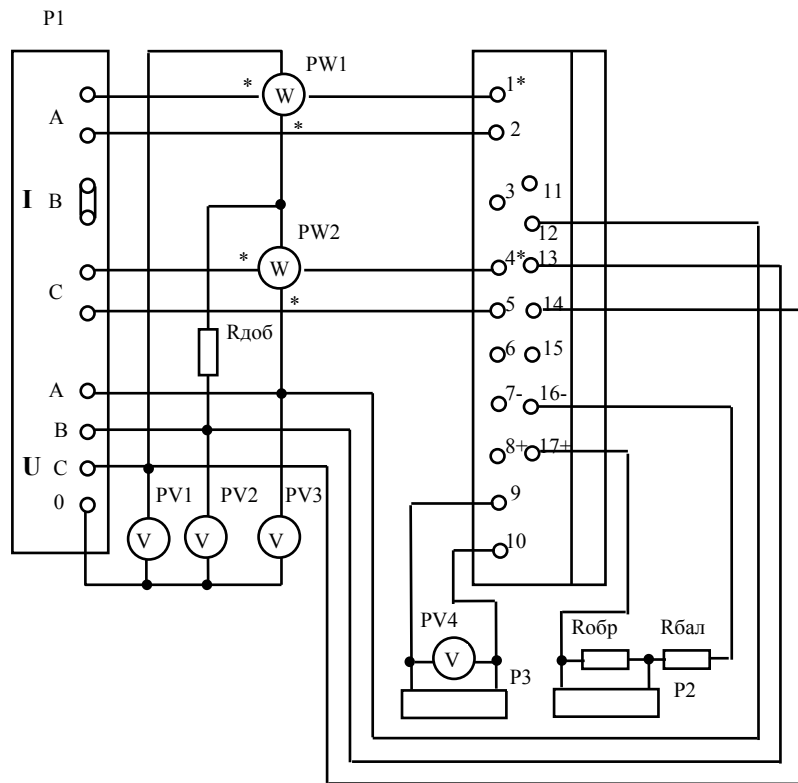 P1
PW1
*
W
1*
A
*
2
I B
3
11
PW2
12
*
W
4*
13
C
*
5
14
Rдоб
6
15
A
7-
16-
B
8+
17+
U C
PV1
PV2
PV3
9
0
V
V
V
10
PV4
Rобр
Rбал
V
P3
P2